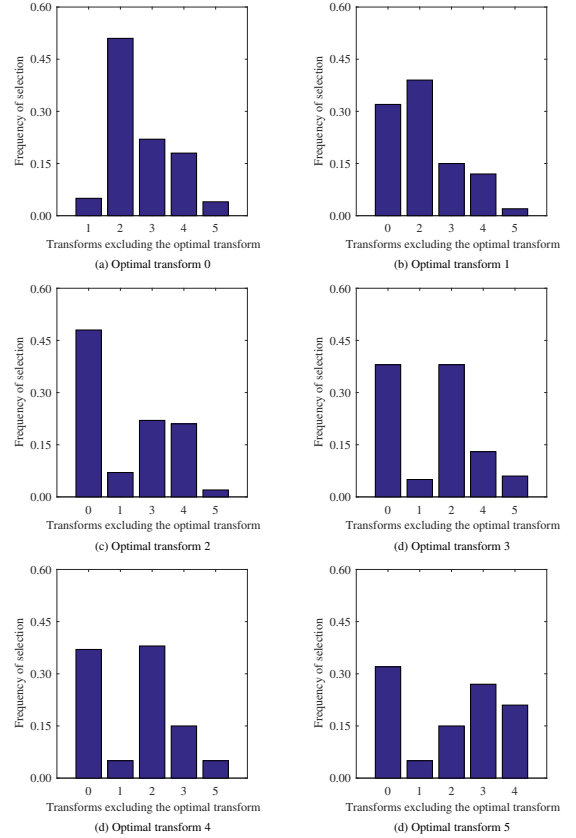 0.60
0.45
0.30
0.15
0.00
Frequency of selection
1 2 3 4 5
Transforms excluding the optimal transform
(a) Optimal transform 0
0.60
0.45
0.30
0.15
0.00
Frequency of selection
0 2 3 4 5
Transforms excluding the optimal transform
(b) Optimal transform 1
0.60
0.45
0.30
0.15
0.00
Frequency of selection
0 1 3 4 5
Transforms excluding the optimal transform
(c) Optimal transform 2
0.60
0.45
0.30
0.15
0.00
Frequency of selection
0 1 2 4 5
Transforms excluding the optimal transform
(d) Optimal transform 3
0.60
0.45
0.30
0.15
0.00
Frequency of selection
0 1 2 3 5
Transforms excluding the optimal transform
(d) Optimal transform 4
0.60
0.45
0.30
0.15
0.00
Frequency of selection
0 1 2 3 4
Transforms excluding the optimal transform
(d) Optimal transform 5